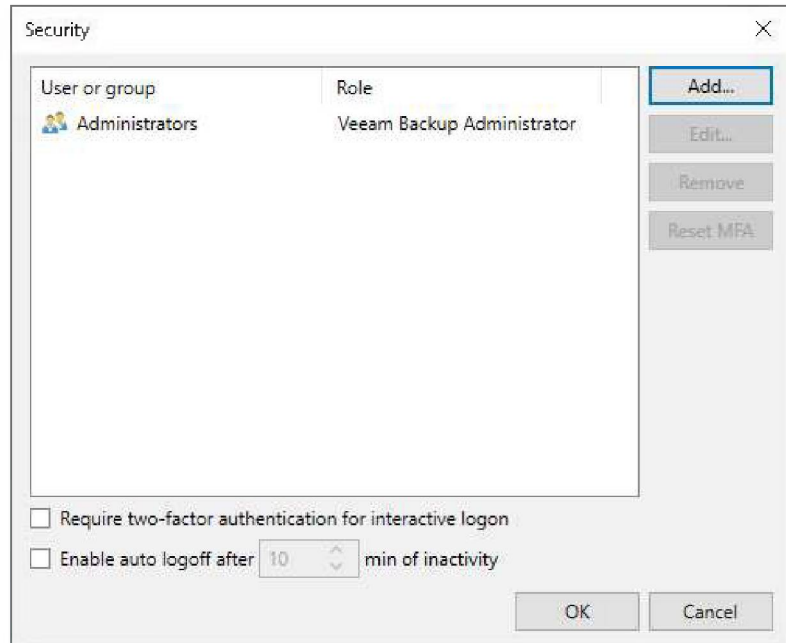 Security
User or group Role
Administrators Veeam Backup Administrator
Add...
Edit...
Remove
Reset MFA
Require two-factor authentication for interactive logon
Enable auto logoff after 10 min of inactivity
OK Cancel